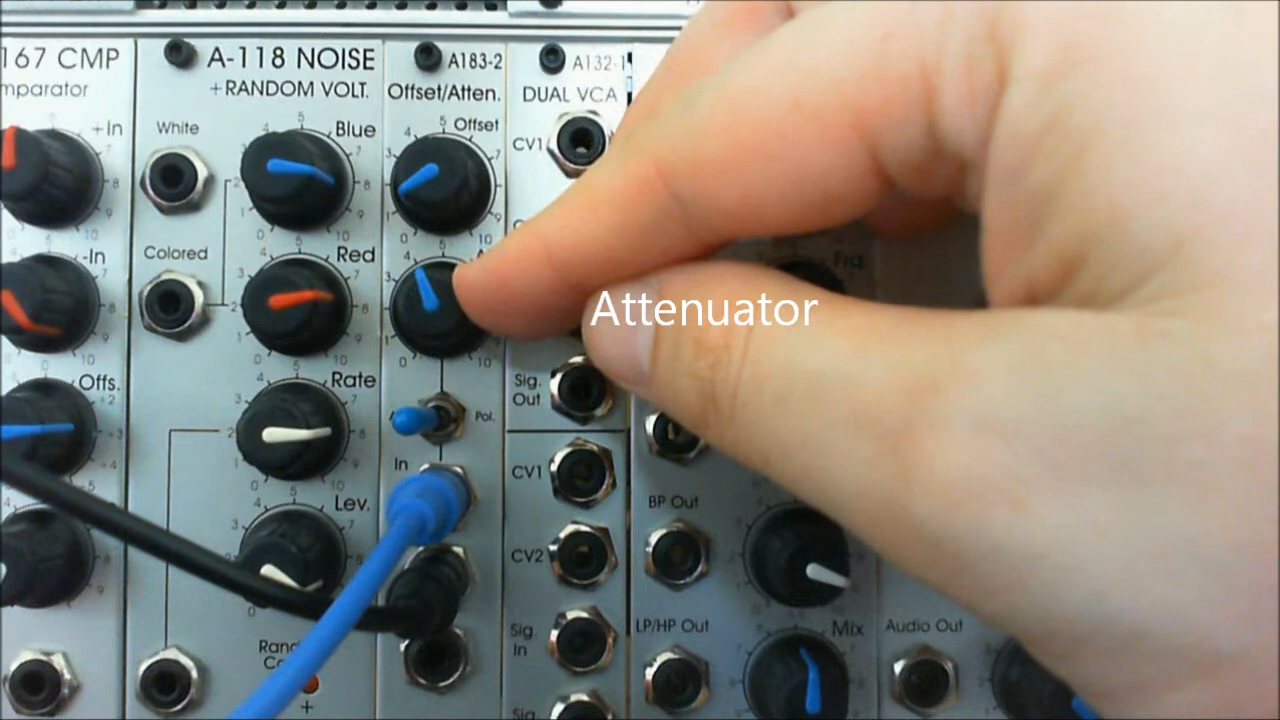 167 CMP
mparator
+In
-In
Offs.
A-118 NOISE
+RANDOM VOLT.
White
Blue
Colored
Red
Rate
Lev.
A183-2
Offset/Atten.
Offset
Pol.
In
A132-1
DUAL VCA
CV1
Sig.
Out
CV1
CV2
Sig
In
Sig
Frq.
Attenuator
BP Out
LP/HP Out
Mix
Audio Out